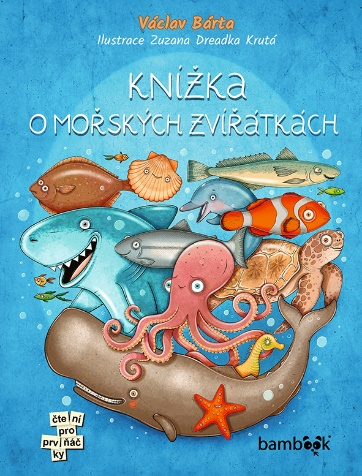 Václav Bárta
Ilustrace Zuzana Dreadka Krutá
KNÍŽKA
O MOŘSKÝCH ZVÍŘÁTKÁCH
čte ní
pro
prv ňáč
ky
bambook